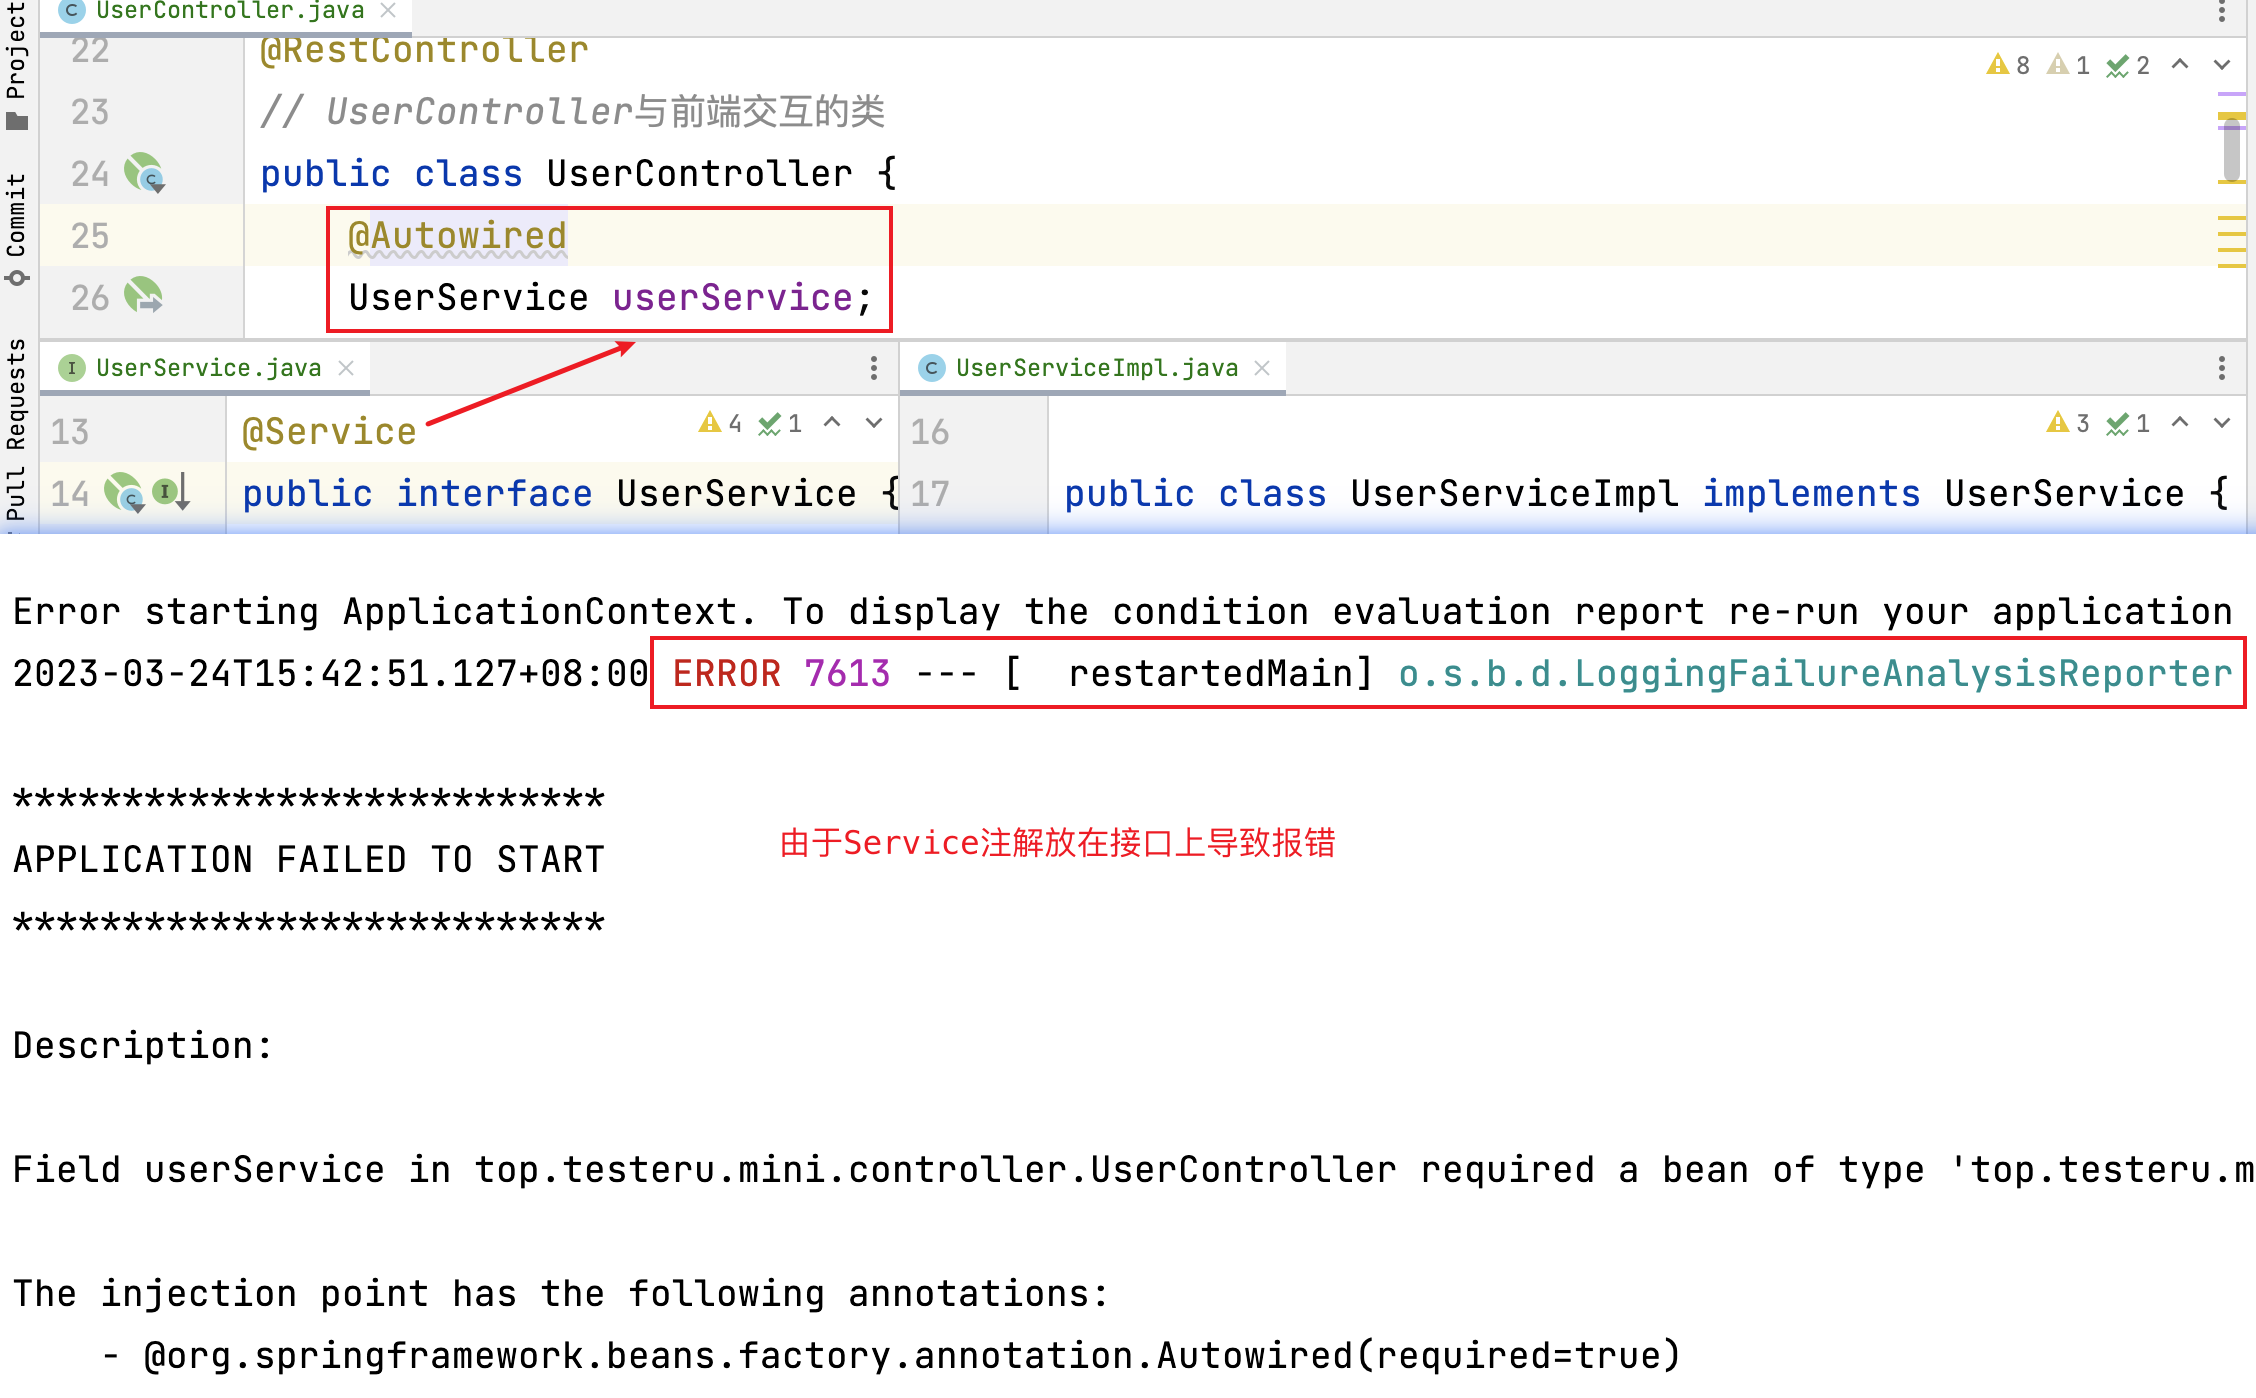 UserController.java
Project
Commit
Pull Requests
22 @RestController
8 1 2
23 // UserController与前端交互的类
24 public class UserController {
25 @Autowired
26 UserService userService;
UserService.java
13 @Service
4 1
14 public interface UserService {
UserServiceImpl.java
16
3 1
17 public class UserServiceImpl implements UserService {
Error starting ApplicationContext. To display the condition evaluation report re-run your application
2023-03-24T15:42:51.127+08:00 ERROR 7613 --- [  restartedMain] o.s.b.d.LoggingFailureAnalysisReporter
***************************
APPLICATION FAILED TO START
由于Service注解放在接口上导致报错
***************************
Description:
Field userService in top.testeru.mini.controller.UserController required a bean of type 'top.testeru.m
The injection point has the following annotations:
- @org.springframework.beans.factory.annotation.Autowired(required=true)